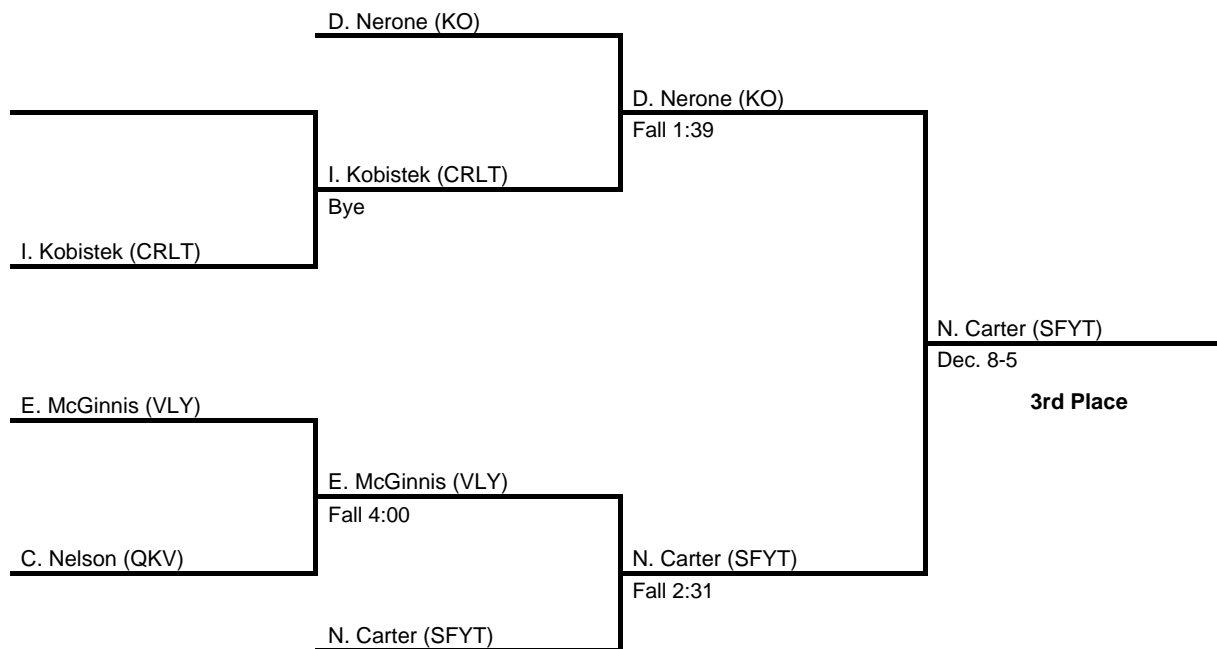 D. Nerone (KO)
D. Nerone (KO)
Fall 1:39
I. Kobistek (CRLT)
Bye
I. Kobistek (CRLT)
N. Carter (SFYT)
Dec. 8-5
3rd Place
E. McGinnis (VLY)
E. McGinnis (VLY)
Fall 4:00
C. Nelson (QKV)
N. Carter (SFYT)
Fall 2:31
N. Carter (SFYT)